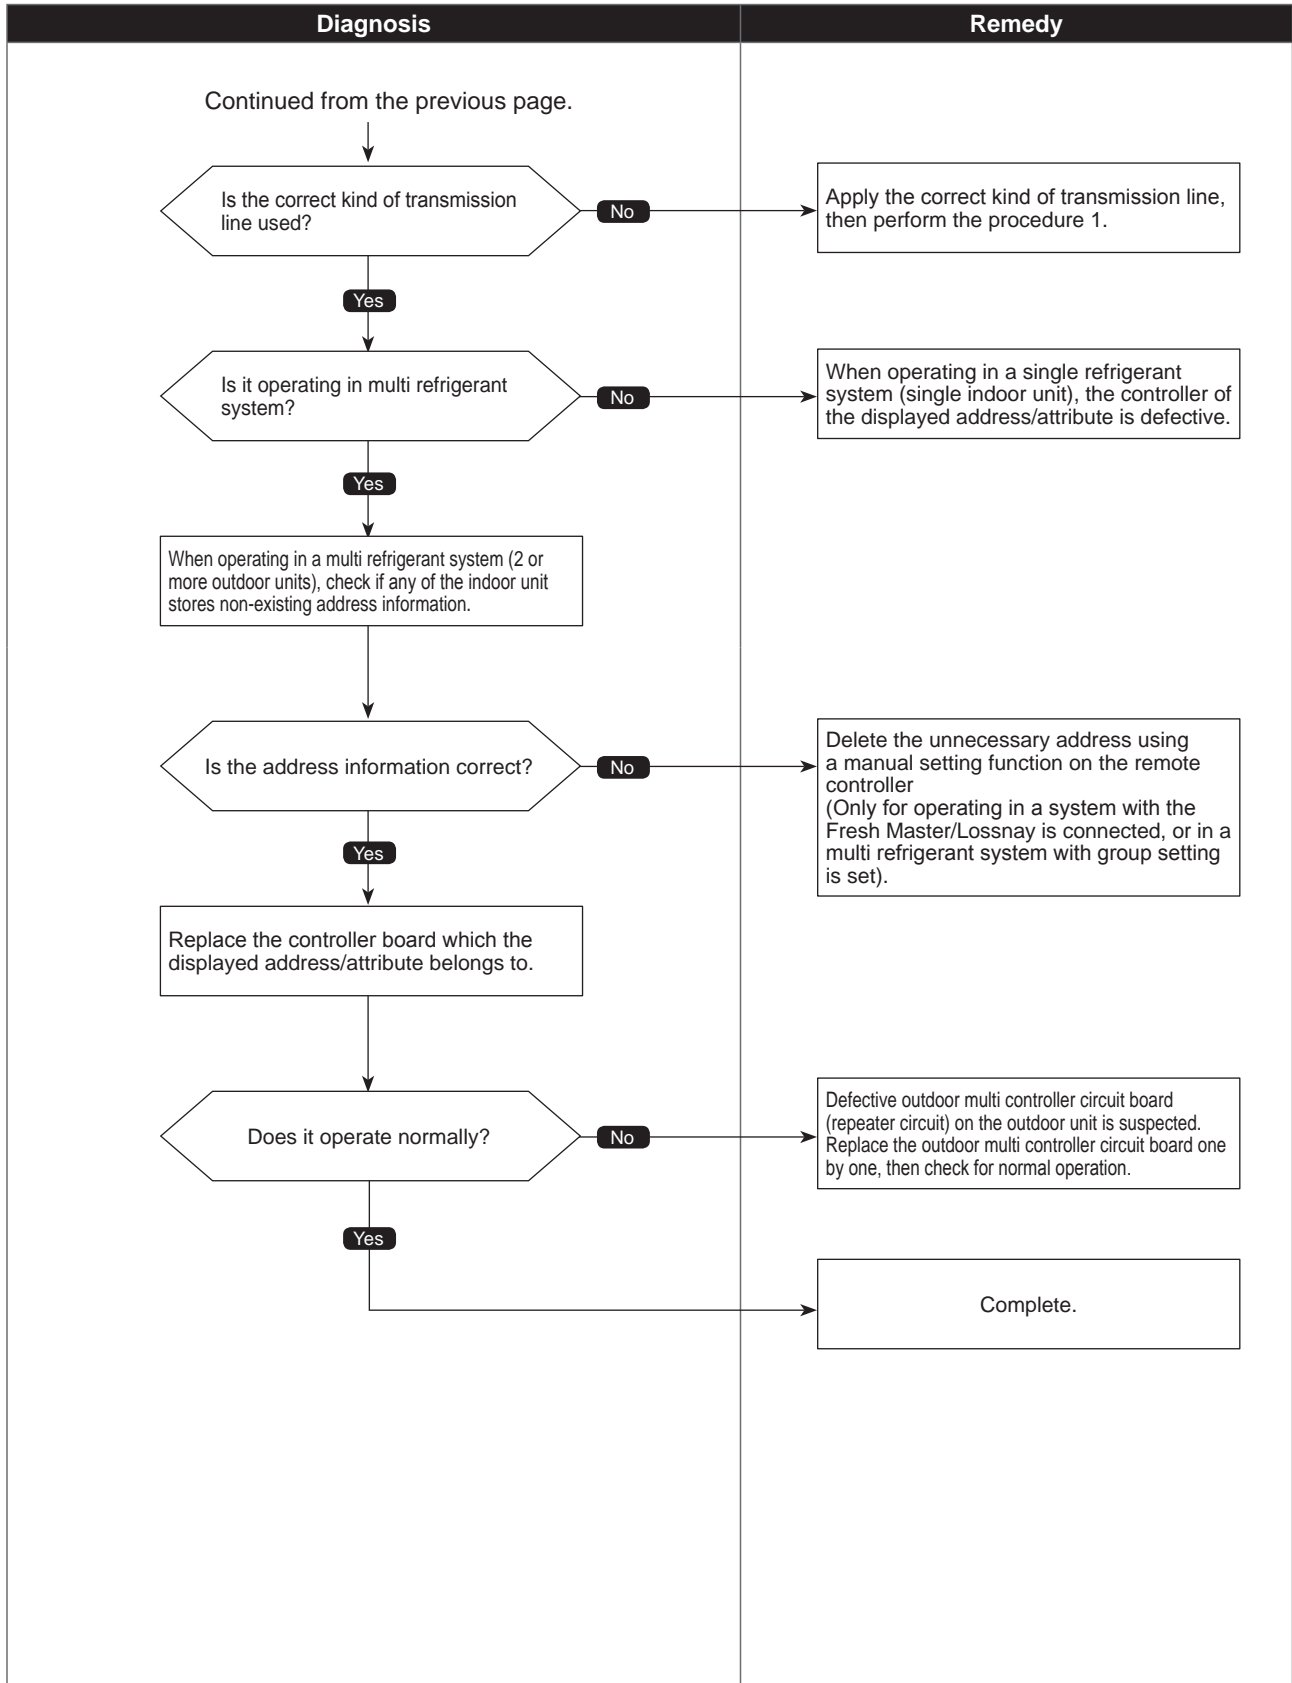 Diagnosis
Remedy
Continued from the previous page.
Is the correct kind of transmission
line used?
No
Apply the correct kind of transmission line,
then perform the procedure 1.
Yes
Is it operating in multi refrigerant
system?
No
When operating in a single refrigerant
system (single indoor unit), the controller of
the displayed address/attribute is defective.
Yes
When operating in a multi refrigerant system (2 or
more outdoor units), check if any of the indoor unit
stores non-existing address information.
Is the address information correct?
No
Delete the unnecessary address using
a manual setting function on the remote
controller
(Only for operating in a system with the
Fresh Master/Lossnay is connected, or in a
multi refrigerant system with group setting
is set).
Yes
Replace the controller board which the
displayed address/attribute belongs to.
Does it operate normally?
No
Defective outdoor multi controller circuit board
(repeater circuit) on the outdoor unit is suspected.
Replace the outdoor multi controller circuit board one
by one, then check for normal operation.
Yes
Complete.